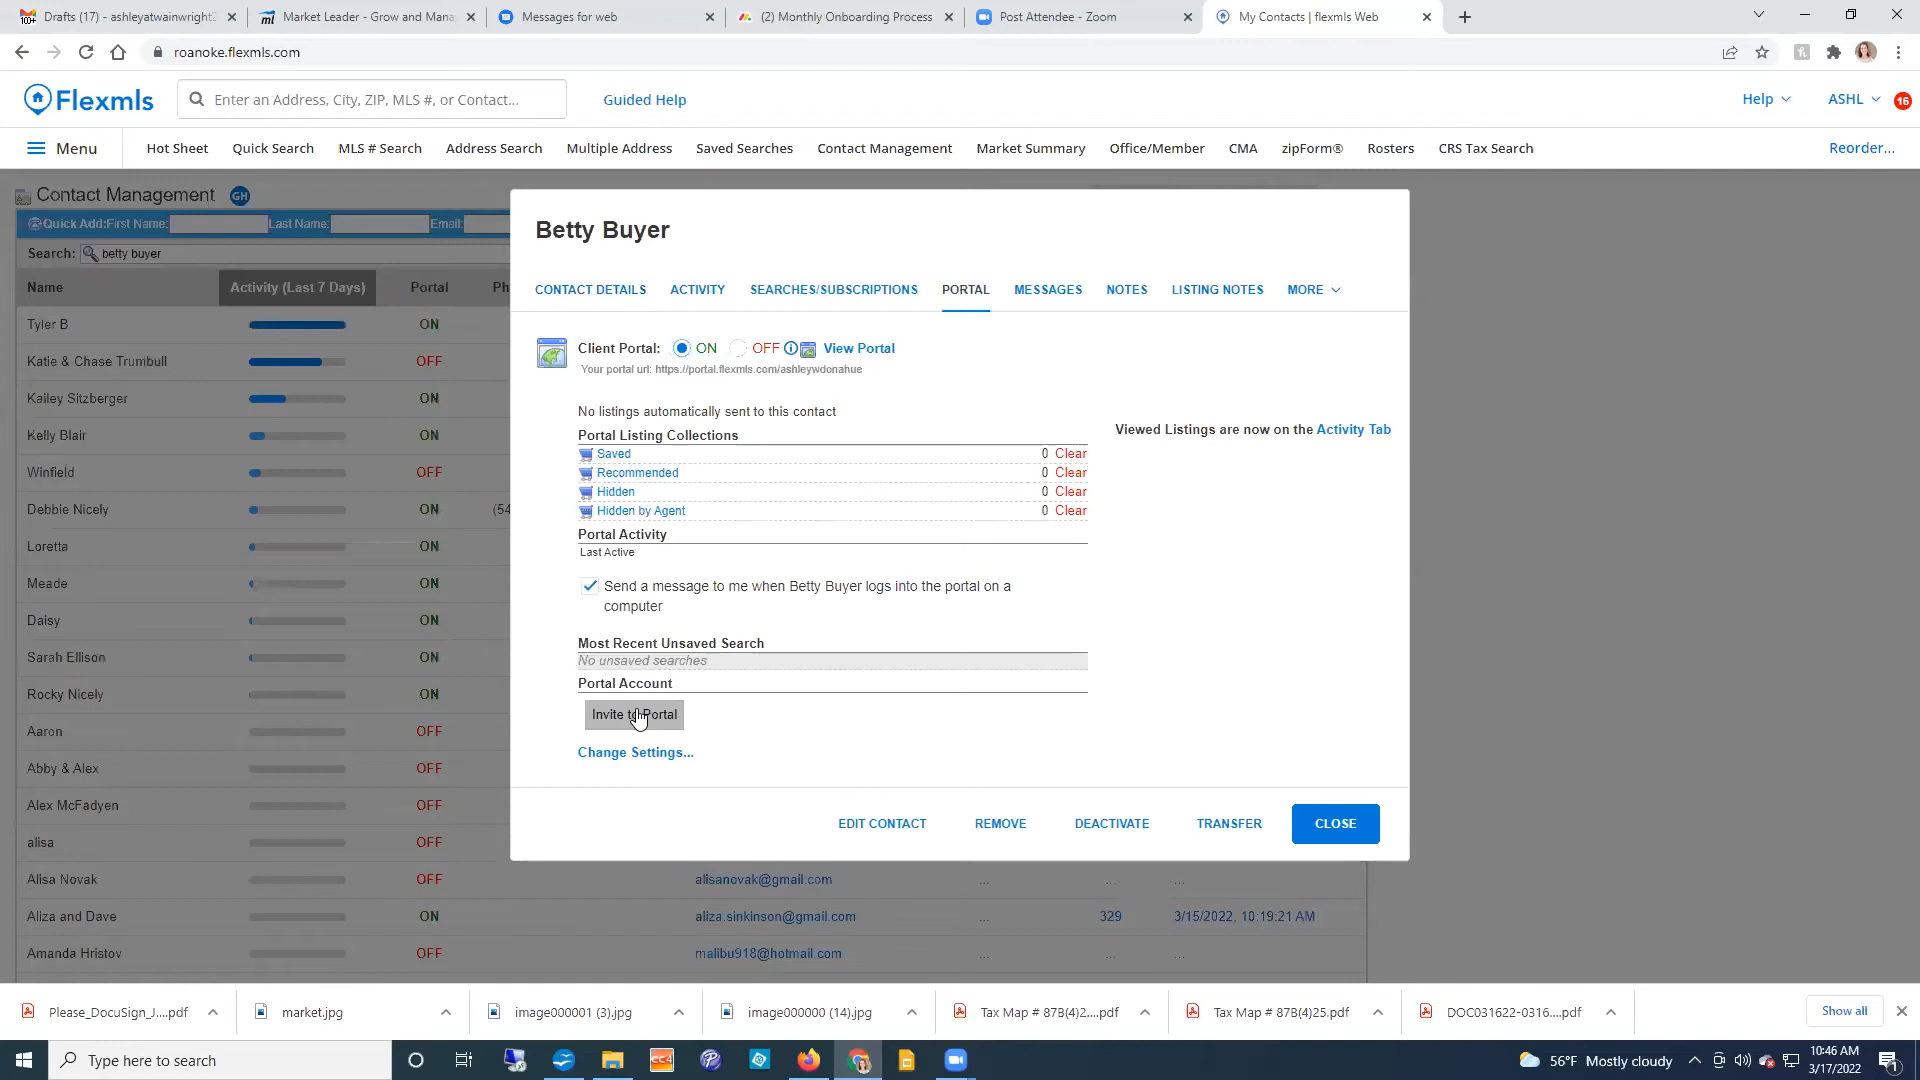 Drafts (17) - ashleyatwainwright
Market Leader - Grow and Mana
Messages for web
(2) Monthly Onboarding Process
Post Attendee - Zoom
My Contacts | flexmls Web
roanoke.flexmls.com
Flexmls
Enter an Address, City, ZIP, MLS #, or Contact...
Guided Help
Help
ASHL
16
Menu
Hot Sheet
Quick Search
MLS # Search
Address Search
Multiple Address
Saved Searches
Contact Management
Market Summary
Office/Member
CMA
zipForm®
Rosters
CRS Tax Search
Reorder...
Contact Management GH
Quick Add: First Name: Last Name: Email:
Search: betty buyer
Name Activity (Last 7 Days) Portal Ph
Tyler B ON
Katie & Chase Trumbull OFF
Kailey Sitzberger ON
Kelly Blair ON
Winfield OFF
Debbie Nicely ON (54
Loretta ON
Meade ON
Daisy ON
Sarah Ellison ON
Rocky Nicely ON
Aaron OFF
Abby & Alex OFF
Alex McFadyen OFF
alisa OFF
Alisa Novak OFF alisanovak@gmail.com ... ... ...
Aliza and Dave ON aliza.sinkinson@gmail.com ... 329 3/15/2022, 10:19:21 AM
Amanda Hristov OFF malibu918@hotmail.com ... ... ...
Betty Buyer
CONTACT DETAILS
ACTIVITY
SEARCHES/SUBSCRIPTIONS
PORTAL
MESSAGES
NOTES
LISTING NOTES
MORE
Client Portal: ON OFF View Portal
Your portal url: https://portal.flexmls.com/ashleywdonahue
No listings automatically sent to this contact
Portal Listing Collections
Viewed Listings are now on the Activity Tab
Saved 0 Clear
Recommended 0 Clear
Hidden 0 Clear
Hidden by Agent 0 Clear
Portal Activity
Last Active
Send a message to me when Betty Buyer logs into the portal on a
computer
Most Recent Unsaved Search
No unsaved searches
Portal Account
Invite to Portal
Change Settings...
EDIT CONTACT
REMOVE
DEACTIVATE
TRANSFER
CLOSE
Please_DocuSign_J....pdf
market.jpg
image000001 (3).jpg
image000000 (14).jpg
Tax Map # 87B(4)2....pdf
Tax Map # 87B(4)25.pdf
DOC031622-0316....pdf
Show all
Type here to search
CC4
56°F Mostly cloudy
10:46 AM
3/17/2022
1